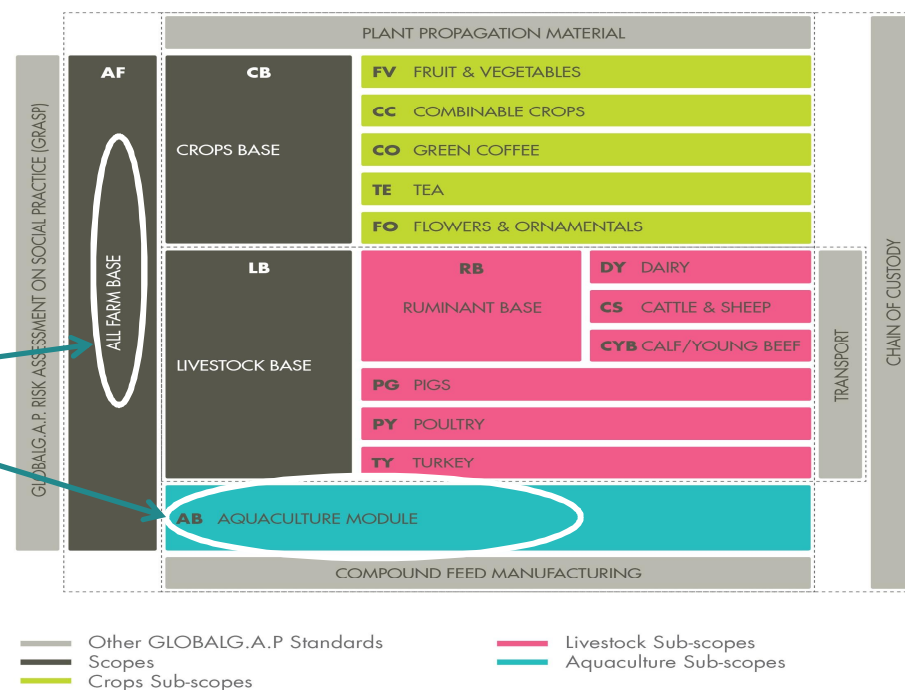 PLANT PROPAGATION MATERIAL
GLOBALG.A.P. RISK ASSESSMENT ON SOCIAL PRACTICE (GRASP)
AF
ALL FARM BASE
CB
CROPS BASE
FV FRUIT & VEGETABLES
CC COMBINABLE CROPS
CO GREEN COFFEE
TE TEA
FO FLOWERS & ORNAMENTALS
LB
LIVESTOCK BASE
RB
RUMINANT BASE
DY DAIRY
CS CATTLE & SHEEP
CYB CALF/YOUNG BEEF
PG PIGS
PY POULTRY
TY TURKEY
TRANSPORT
CHAIN OF CUSTODY
AB AQUACULTURE MODULE
COMPOUND FEED MANUFACTURING
Other GLOBALG.A.P Standards
Scopes
Crops Sub-scopes
Livestock Sub-scopes
Aquaculture Sub-scopes